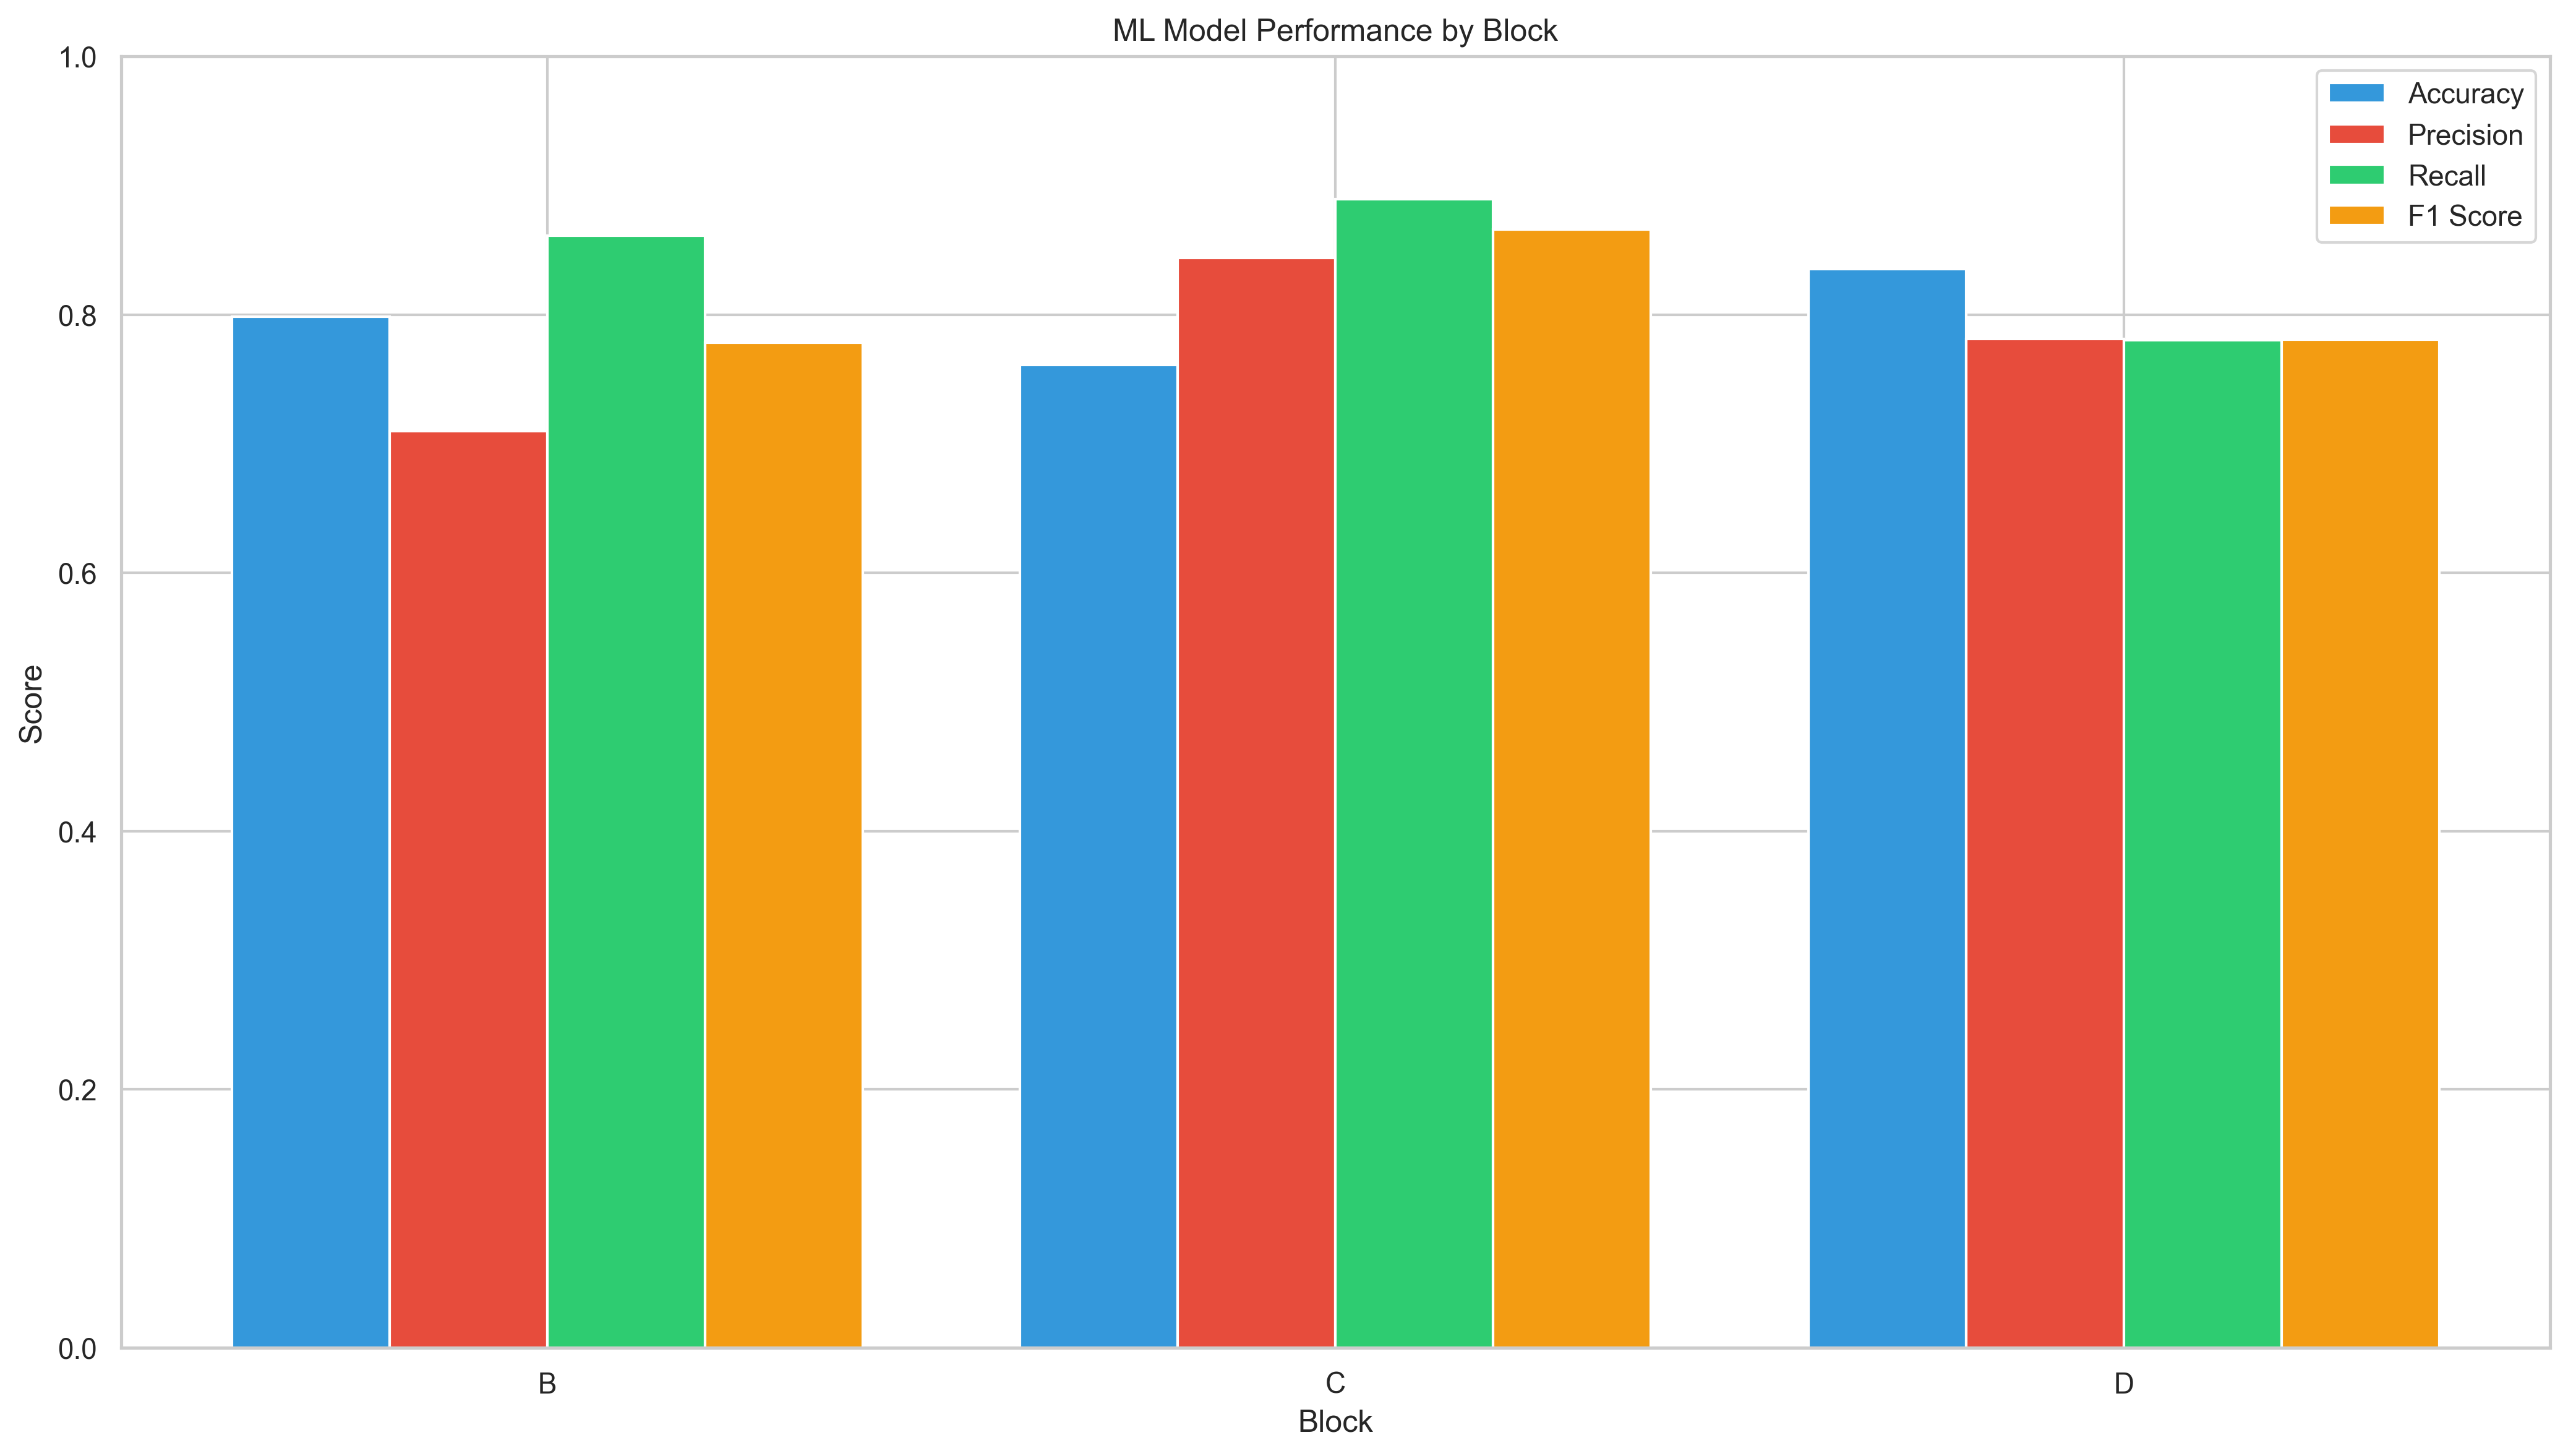 ML Model Performance by Block
1.0
0.8
0.6
0.4
0.2
0.0
Score
Accuracy
Precision
Recall
F1 Score
B
C
D
Block